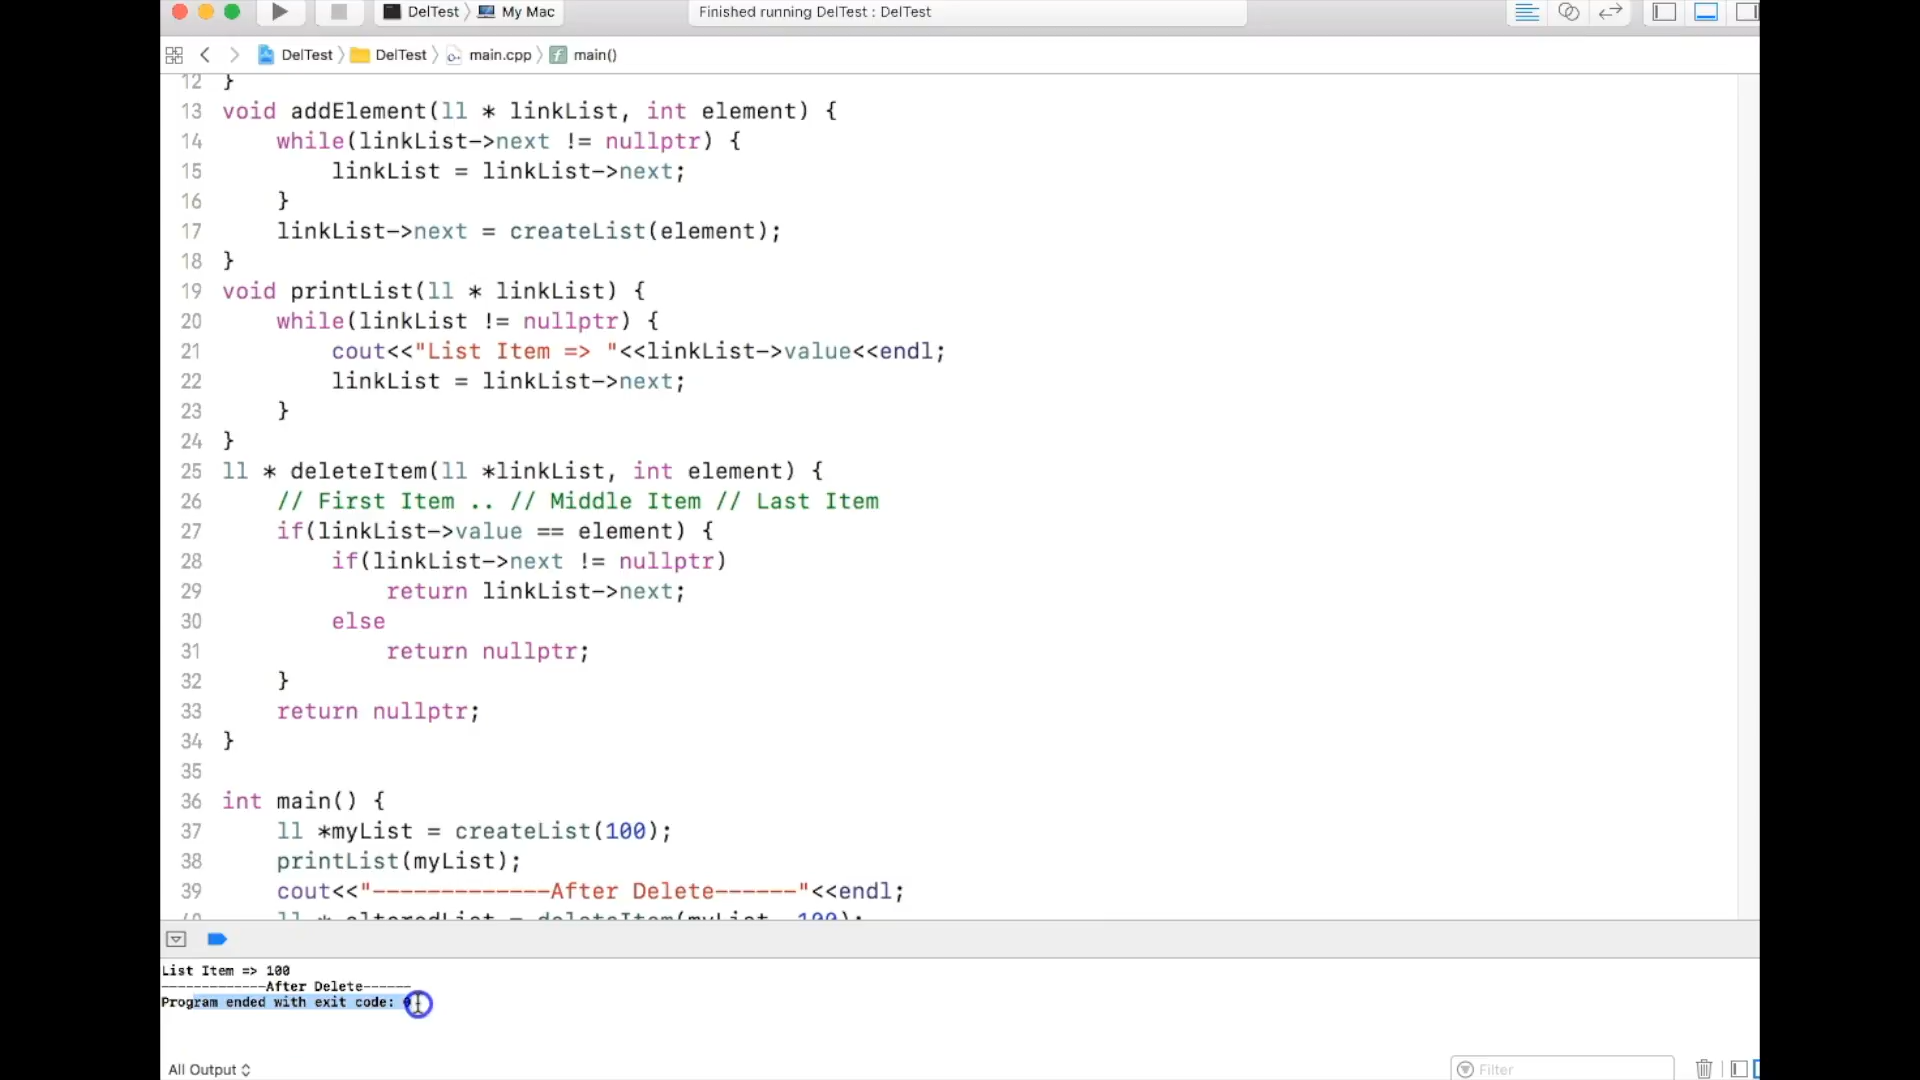 DelTest 〉 My Mac
Finished running DelTest : DelTest
DelTest 〉 DelTest 〉 main.cpp 〉 f main()
12 }
13 void addElement(ll * linkList, int element) {
14 while(linkList->next != nullptr) {
15 linkList = linkList->next;
16 }
17 linkList->next = createList(element);
18 }
19 void printList(ll * linkList) {
20 while(linkList != nullptr) {
21 cout<<"List Item => "<<linkList->value<<endl;
22 linkList = linkList->next;
23 }
24 }
25 ll * deleteItem(ll *linkList, int element) {
26 // First Item .. // Middle Item // Last Item
27 if(linkList->value == element) {
28 if(linkList->next != nullptr)
29 return linkList->next;
30 else
31 return nullptr;
32 }
33 return nullptr;
34 }
35
36 int main() {
37 ll *myList = createList(100);
38 printList(myList);
39 cout<<"-------------After Delete------"<<endl;
40 ll * alteredList = deleteItem(myList, 100);
List Item => 100
-------------After Delete------
Program ended with exit code:
All Output
Filter